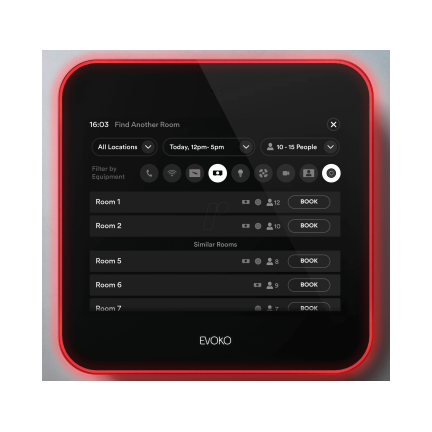 16:03 Find Another Room
All Locations Today, 12pm- 5pm 10 - 15 People
Filter by
Equipment
Room 1 12 BOOK
Room 2 10 BOOK
Similar Rooms
Room 5 8 BOOK
Room 6 9 BOOK
Room 7 7 BOOK
EVOKO